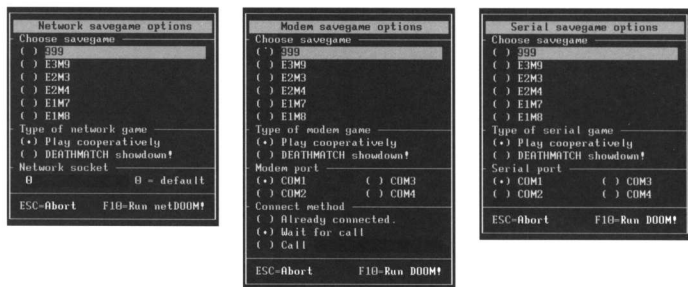 Network savegame options
Choose savegame
( ) 999
( ) E3M9
( ) E2M3
( ) E2M4
( ) E1M7
( ) E1M8
Type of network game
(•) Play cooperatively
( ) DEATHMATCH showdown!
Network socket
0 0 = default
ESC=Abort F10=Run netDOOM!
Modem savegame options
Choose savegame
( ) 999
( ) E3M9
( ) E2M3
( ) E2M4
( ) E1M7
( ) E1M8
Type of modem game
(•) Play cooperatively
( ) DEATHMATCH showdown!
Modem port
(•) COM1 ( ) COM3
( ) COM2 ( ) COM4
Connect method
( ) Already connected.
(•) Wait for call
( ) Call
ESC=Abort F10=Run DOOM!
Serial savegame options
Choose savegame
( ) 999
( ) E3M9
( ) E2M3
( ) E2M4
( ) E1M7
( ) E1M8
Type of serial game
(•) Play cooperatively
( ) DEATHMATCH showdown!
Serial port
(•) COM1 ( ) COM3
( ) COM2 ( ) COM4
ESC=Abort F10=Run DOOM!